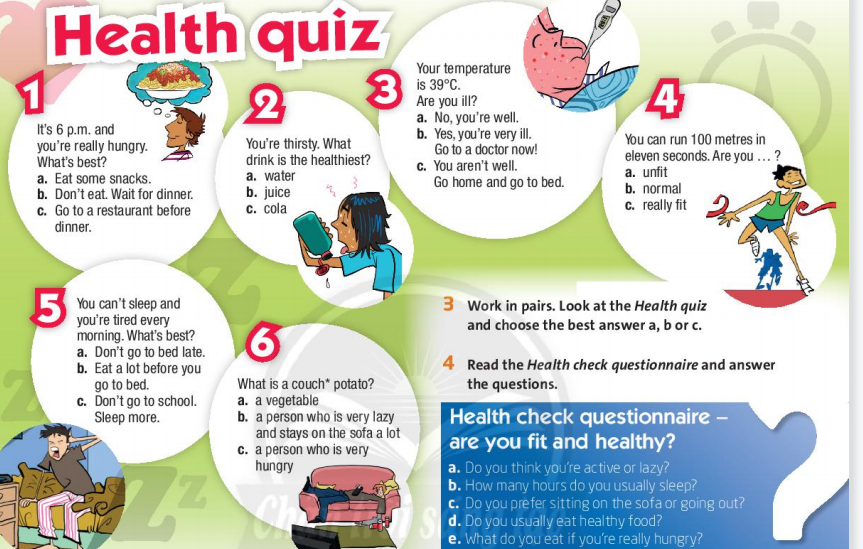 Health quiz
1
It's 6 p.m. and
you're really hungry.
What's best?
a. Eat some snacks.
b. Don't eat. Wait for dinner.
c. Go to a restaurant before
dinner.
2
You're thirsty. What
drink is the healthiest?
a. water
b. juice
c. cola
3
Your temperature
is 39°C.
Are you ill?
a. No, you're well.
b. Yes, you're very ill.
Go to a doctor now!
c. You aren't well.
Go home and go to bed.
4
You can run 100 metres in
eleven seconds. Are you ... ?
a. unfit
b. normal
c. really fit
5
You can't sleep and
you're tired every
morning. What's best?
a. Don't go to bed late.
b. Eat a lot before you
go to bed.
c. Don't go to school.
Sleep more.
6
What is a couch* potato?
a. a vegetable
b. a person who is very lazy
and stays on the sofa a lot
c. a person who is very
hungry
3 Work in pairs. Look at the Health quiz
and choose the best answer a, b or c.
4 Read the Health check questionnaire and answer
the questions.
Health check questionnaire –
are you fit and healthy?
a. Do you think you're active or lazy?
b. How many hours do you usually sleep?
c. Do you prefer sitting on the sofa or going out?
d. Do you usually eat healthy food?
e. What do you eat if you're really hungry?
?